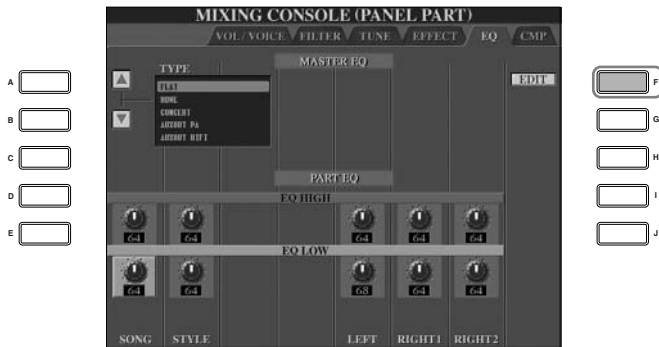 MIXING CONSOLE (PANEL PART)
VOL/VOICE FILTER TUNE EFFECT EQ CMP
TYPE
MASTER EQ
EDIT
FLAT
CONCERT
PART EQ
EQ HIGH
64 64 64 64 64
EQ LOW
64 64 68 64 64
SONG STYLE LEFT RIGHT1 RIGHT2
A
B
C
D
E
F
G
H
I
J